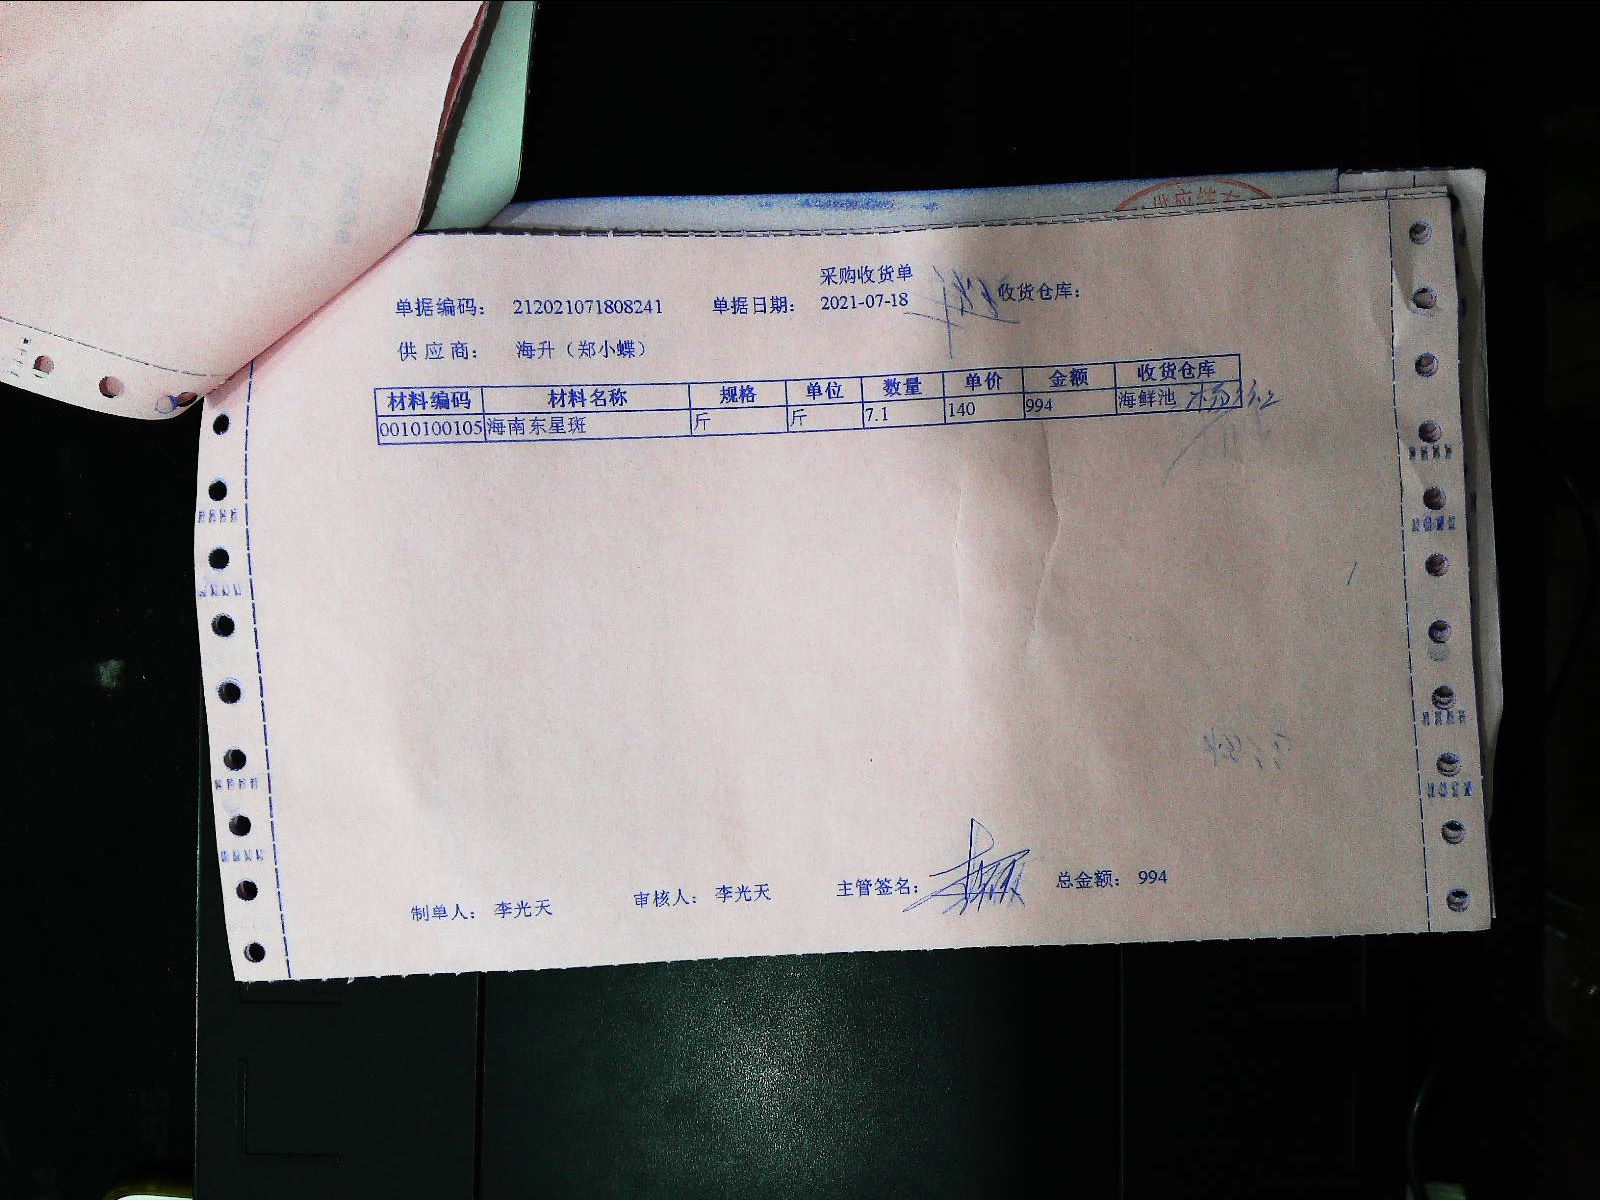 采购收货单
单据编码： 212021071808241 单据日期： 2021-07-18 收货仓库：
供应商： 海升（郑小蝶）
材料编码 材料名称 规格 单位 数量 单价 金额 收货仓库
0010100105 海南东星斑 斤 斤 7.1 140 994 海鲜池
制单人： 李光天 审核人： 李光天 主管签名： 总金额： 994